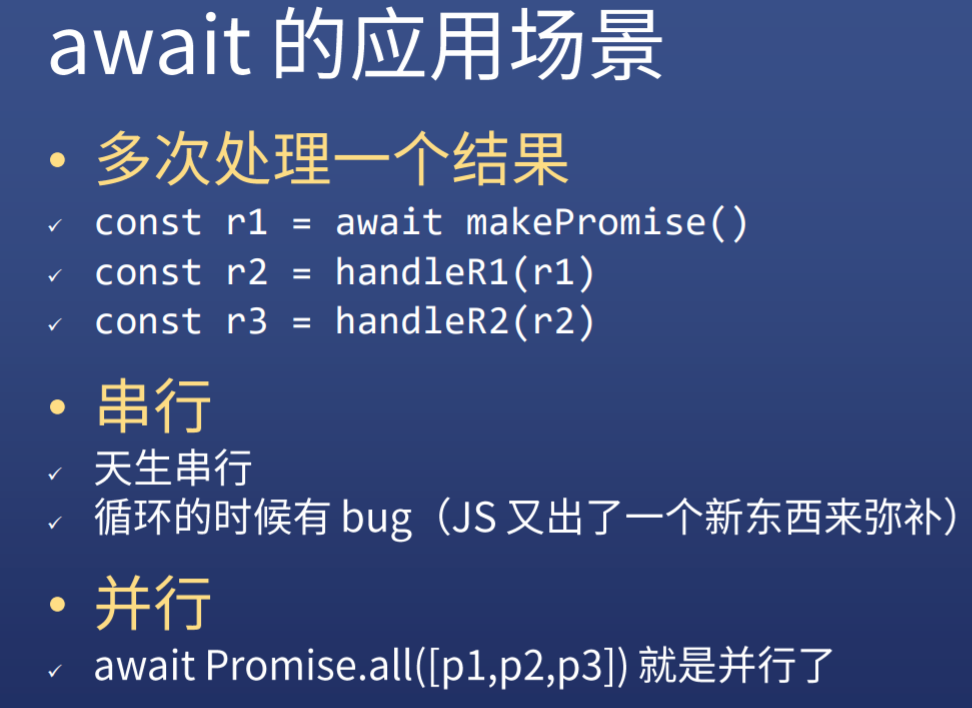 await 的应用场景
• 多次处理一个结果
✓ const r1 = await makePromise()
✓ const r2 = handleR1(r1)
✓ const r3 = handleR2(r2)
• 串行
✓ 天生串行
✓ 循环的时候有 bug（JS 又出了一个新东西来弥补）
• 并行
✓ await Promise.all([p1,p2,p3]) 就是并行了